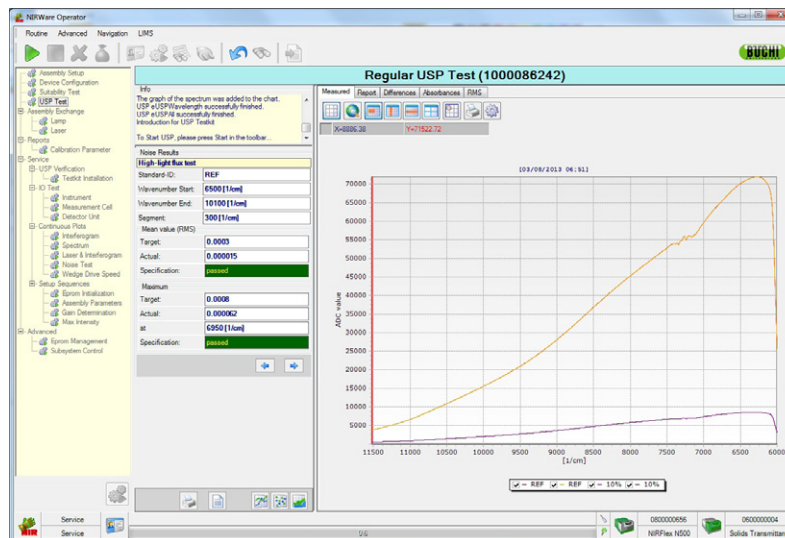 NIRWare Operator
Routine Advanced Navigation LIMS
BUCHI
Assembly Setup
Device Configuration
Suitability Test
USP Test
Assembly Exchange
Lamp
Laser
Reports
Calibration Parameter
Service
USP Verification
Testkit Installation
IO Test
Instrument
Measurement Cell
Detector Unit
Continuous Plots
Interferogram
Spectrum
Laser & Interferogram
Noise Test
Wedge Drive Speed
Setup Sequences
Eprom Initialization
Assembly Parameters
Gain Determination
Max Intensity
Advanced
Eprom Management
Subsystem Control
Regular USP Test (1000086242)
Info
The graph of the spectrum was added to the chart.
USP eUSPWavelength successfully finished.
USP eUSPAll successfully finished.
Introduction for USP Testkit
To Start USP, please press Start in the toolbar...
Noise Results
High-light flux test
Standard-ID: REF
Wavenumber Start: 6500 [1/cm]
Wavenumber End: 10100 [1/cm]
Segment: 300 [1/cm]
Mean value (RMS)
Target: 0.0003
Actual: 0.000015
Specification: passed
Maximum
Target: 0.0008
Actual: 0.000062
at 6950 [1/cm]
Specification: passed
Measured Report Differences Absorbances RMS
X=8886.38 Y=71522.72
[03/08/2013 06:51]
70000
65000
60000
55000
50000
45000
40000
35000
30000
25000
20000
15000
10000
5000
ADC value
11500 11000 10500 10000 9500 9000 8500 8000 7500 7000 6500 6000
[1/cm]
REF REF 10% 10%
Service
Service
NIR
0%
0800000656
NIRFlex N500
0600000004
Solids Transmittan